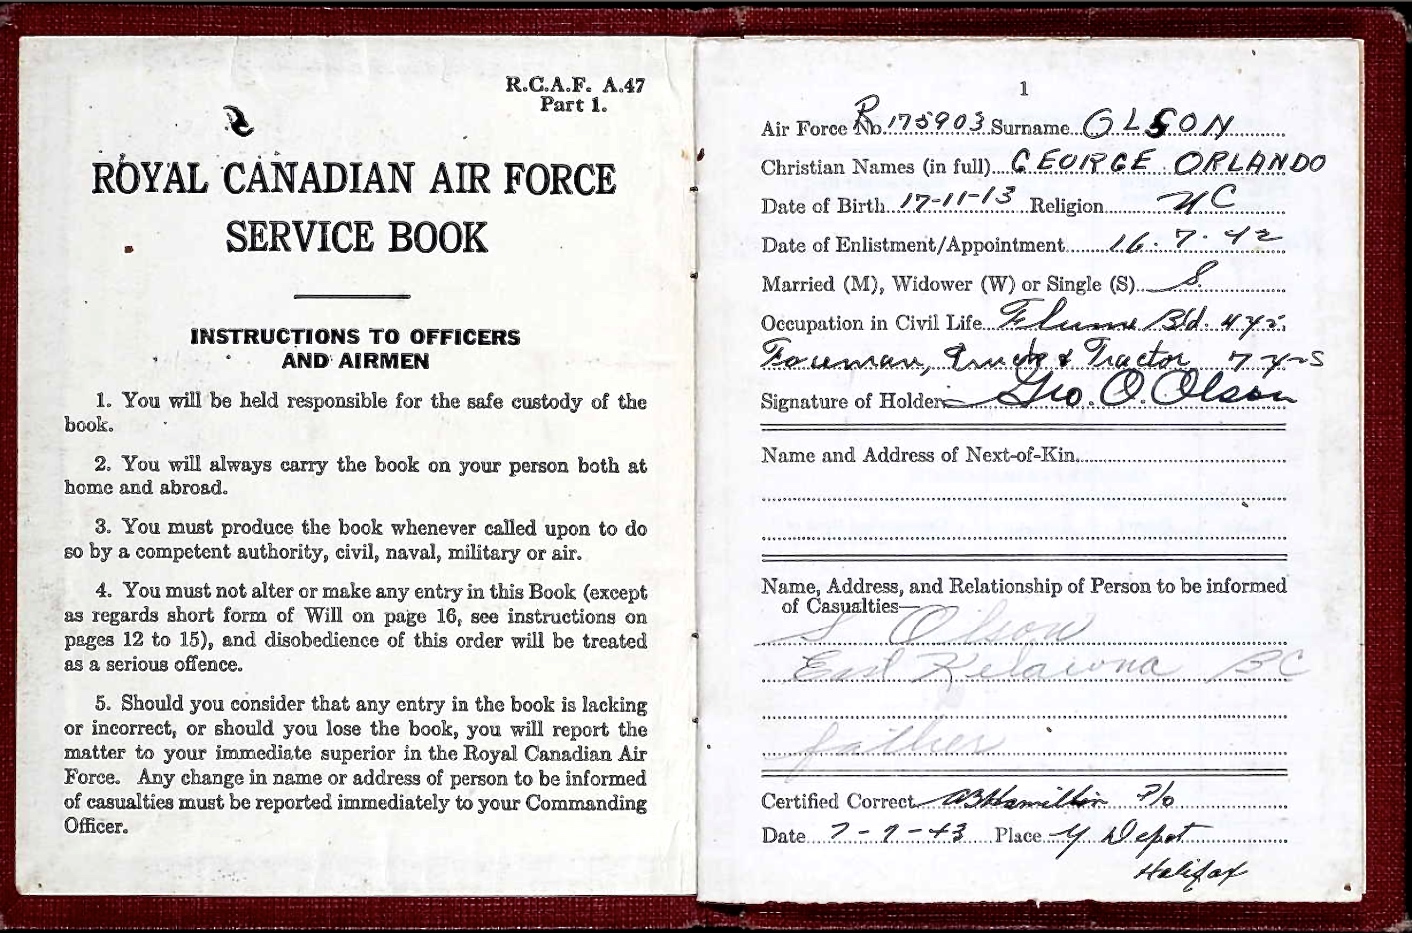 R.C.A.F. A.47
Part 1.
ROYAL CANADIAN AIR FORCE
SERVICE BOOK
INSTRUCTIONS TO OFFICERS
AND AIRMEN
1. You will be held responsible for the safe custody of the
book.
2. You will always carry the book on your person both at
home and abroad.
3. You must produce the book whenever called upon to do
so by a competent authority, civil, naval, military or air.
4. You must not alter or make any entry in this Book (except
as regards short form of Will on page 16, see instructions on
pages 12 to 15), and disobedience of this order will be treated
as a serious offence.
5. Should you consider that any entry in the book is lacking
or incorrect, or should you lose the book, you will report the
matter to your immediate superior in the Royal Canadian Air
Force. Any change in name or address of person to be informed
of casualties must be reported immediately to your Commanding
Officer.
1
Air Force No. R175903 Surname OLSON
Christian Names (in full) GEORGE ORLANDO
Date of Birth 17-11-13 Religion UC
Date of Enlistment/Appointment 16.7.42
Married (M), Widower (W) or Single (S) S.
Occupation in Civil Life Flume Bld. 4 yrs,
Foreman, Truck & Tractor 7 yrs
Signature of Holder Geo. O. Olson
Name and Address of Next-of-Kin
Name, Address, and Relationship of Person to be informed
of Casualties—
S Olson
East Kelowna BC
father
Certified Correct Hamilton F/O
Date 7-7-43 Place Y Depot
Halifax